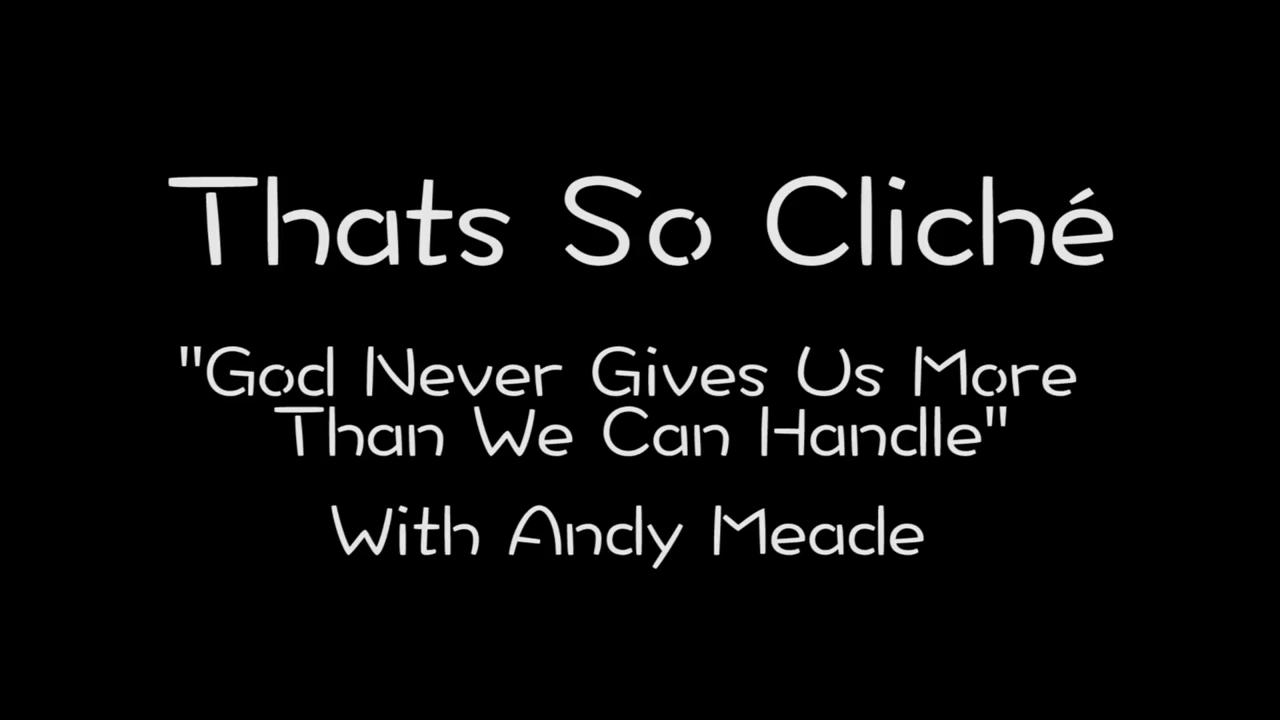 Thats So Cliché
"God Never Gives Us More
Than We Can Handle"
With Andy Meade